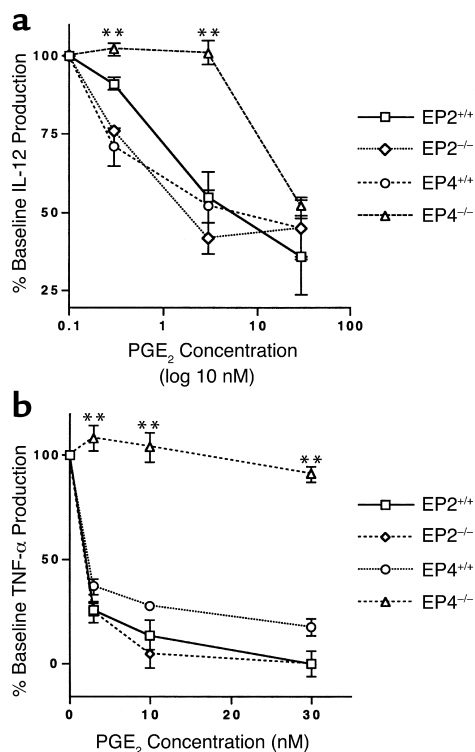 a
**
**
100
75
50
25
% Baseline IL-12 Production
0.1
1
10
100
PGE₂ Concentration
(log 10 nM)
EP2⁺/⁺
EP2⁻/⁻
EP4⁺/⁺
EP4⁻/⁻
b
**
**
**
100
50
0
% Baseline TNF-α Production
0
10
20
30
PGE₂ Concentration (nM)
EP2⁺/⁺
EP2⁻/⁻
EP4⁺/⁺
EP4⁻/⁻